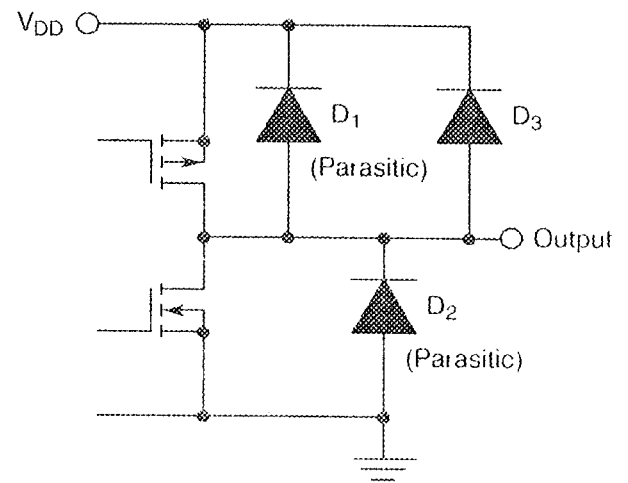 VDD
D1
(Parasitic)
D3
Output
D2
(Parasitic)